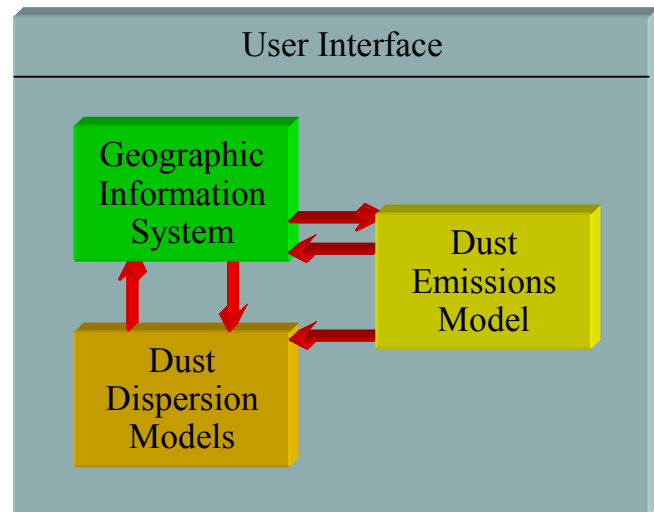 User Interface
Geographic
Information
System
Dust
Emissions
Model
Dust
Dispersion
Models